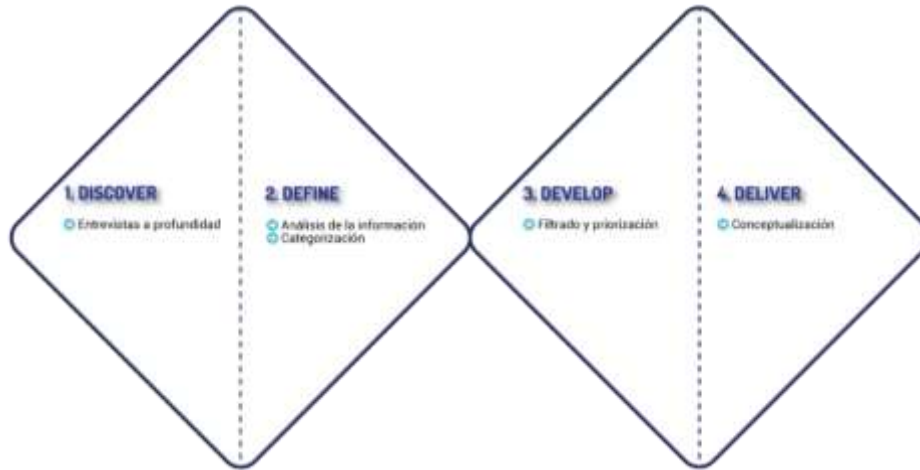 1. DISCOVER
Entrevistas a profundidad
2. DEFINE
Análisis de la información
Categorización
3. DEVELOP
Filtrado y priorización
4. DELIVER
Conceptualización